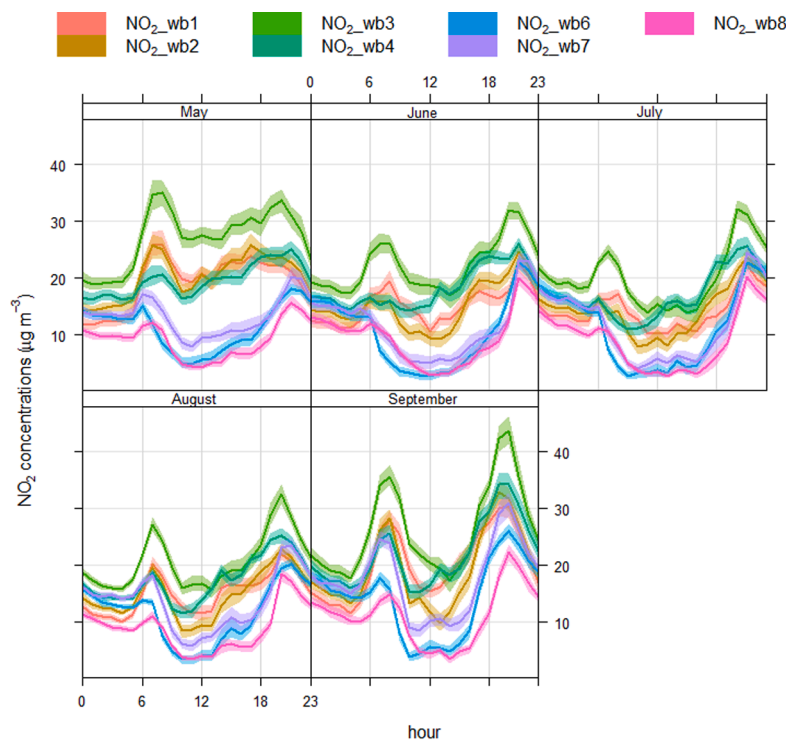 NO₂_wb1 NO₂_wb3 NO₂_wb6 NO₂_wb8
NO₂_wb2 NO₂_wb4 NO₂_wb7
0 6 12 18 23
May June July
40
30
20
10
NO₂ concentrations (µg m⁻³)
August September
40
30
20
10
0 6 12 18 23
hour